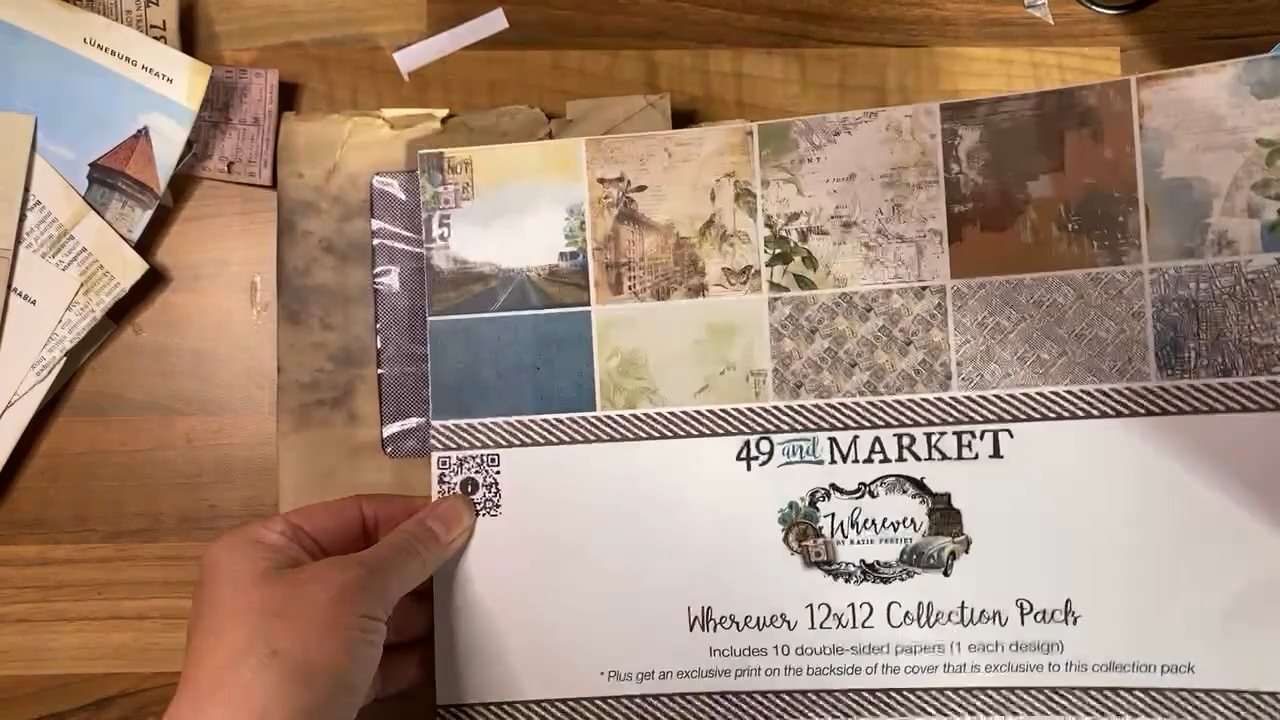 LÜNEBURG HEATH
ARABIA
NOT
15
49 and MARKET
Wherever
Wherever 12x12 Collection Pack
Includes 10 double-sided papers (1 each design)
* Plus get an exclusive print on the backside of the cover that is exclusive to this collection pack